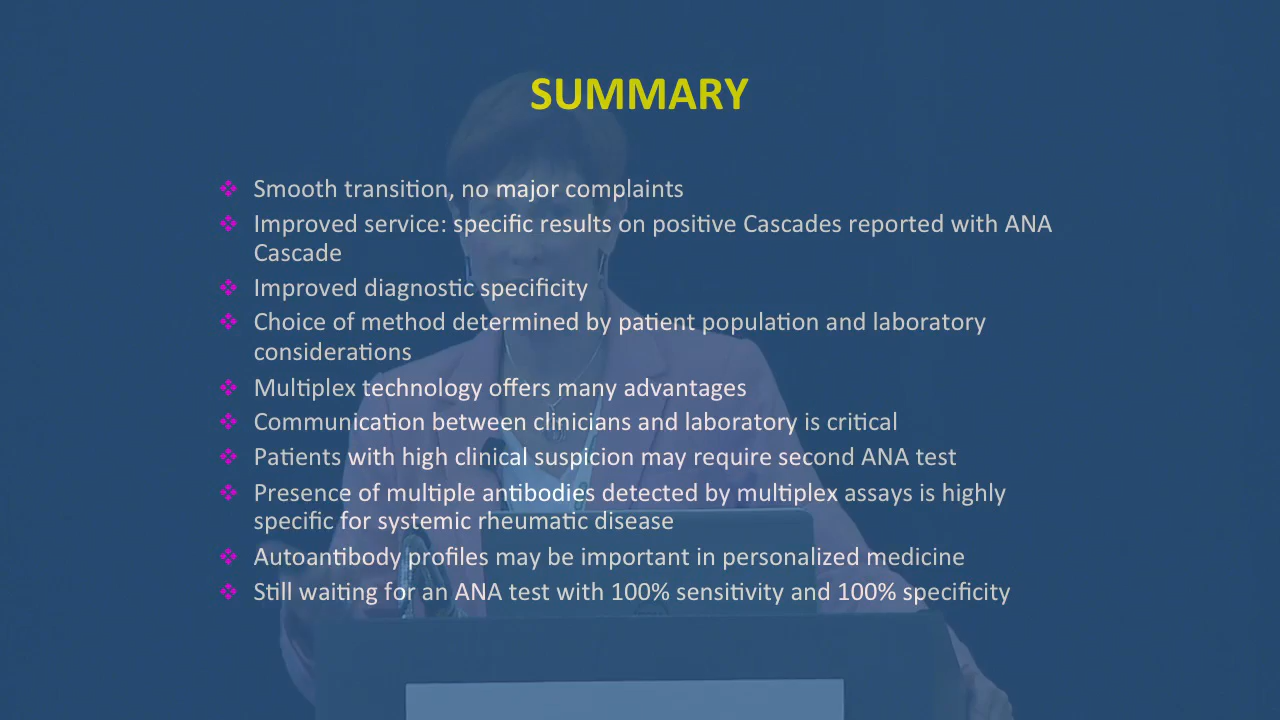 SUMMARY
❖ Smooth transition, no major complaints
❖ Improved service: specific results on positive Cascades reported with ANA
Cascade
❖ Improved diagnostic specificity
❖ Choice of method determined by patient population and laboratory
considerations
❖ Multiplex technology offers many advantages
❖ Communication between clinicians and laboratory is critical
❖ Patients with high clinical suspicion may require second ANA test
❖ Presence of multiple antibodies detected by multiplex assays is highly
specific for systemic rheumatic disease
❖ Autoantibody profiles may be important in personalized medicine
❖ Still waiting for an ANA test with 100% sensitivity and 100% specificity